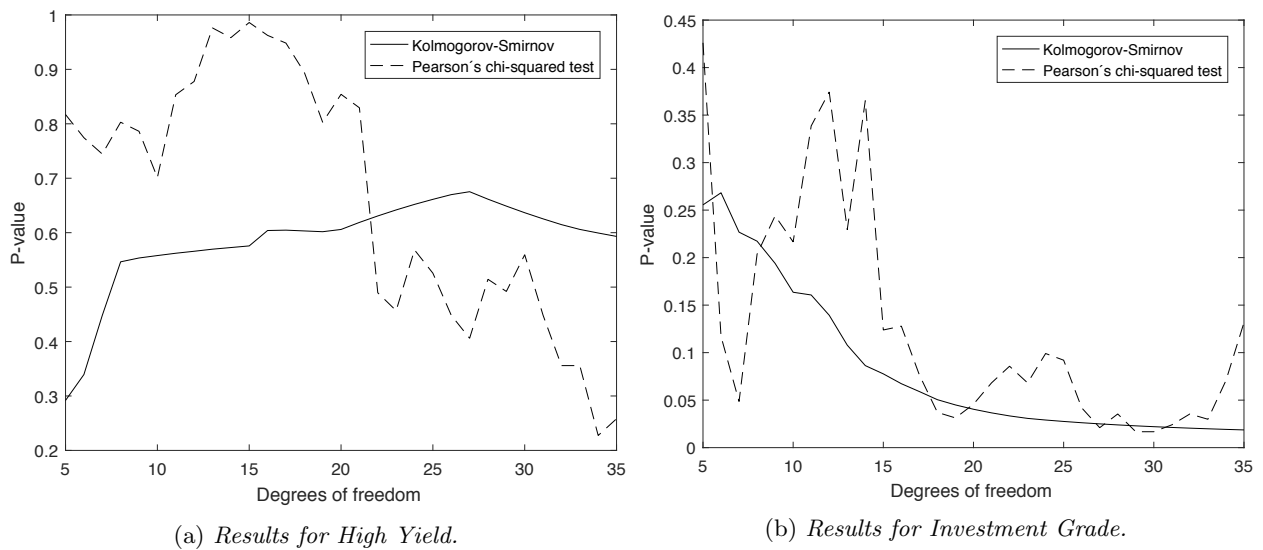 1
0.9
0.8
0.7
0.6
0.5
0.4
0.3
0.2
P-value
5 10 15 20 25 30 35
Degrees of freedom
Kolmogorov-Smirnov
Pearson´s chi-squared test
(a) Results for High Yield.
0.45
0.4
0.35
0.3
0.25
0.2
0.15
0.1
0.05
0
P-value
5 10 15 20 25 30 35
Degrees of freedom
Kolmogorov-Smirnov
Pearson´s chi-squared test
(b) Results for Investment Grade.